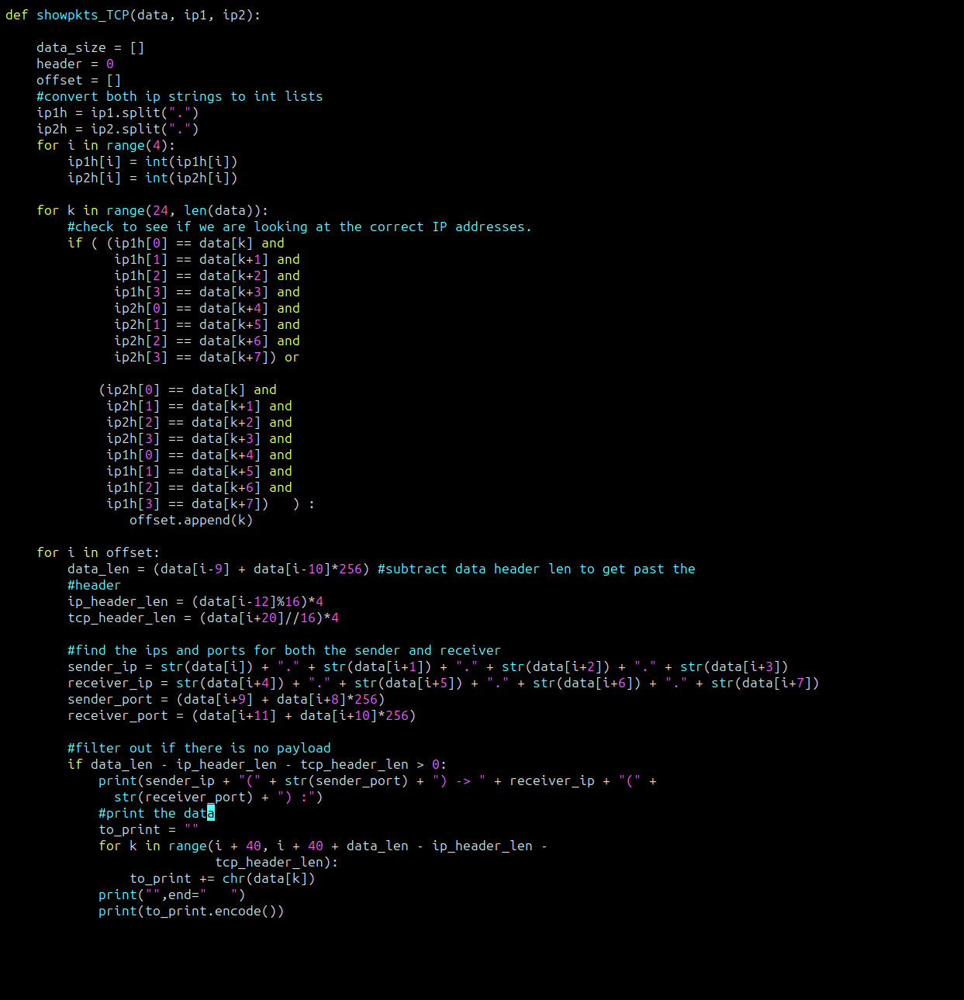 def showpkts_TCP(data, ip1, ip2):

    data_size = []
    header = 0
    offset = []
    #convert both ip strings to int lists
    ip1h = ip1.split(".")
    ip2h = ip2.split(".")
    for i in range(4):
        ip1h[i] = int(ip1h[i])
        ip2h[i] = int(ip2h[i])

    for k in range(24, len(data)):
        #check to see if we are looking at the correct IP addresses.
        if ( (ip1h[0] == data[k] and
              ip1h[1] == data[k+1] and
              ip1h[2] == data[k+2] and
              ip1h[3] == data[k+3] and
              ip2h[0] == data[k+4] and
              ip2h[1] == data[k+5] and
              ip2h[2] == data[k+6] and
              ip2h[3] == data[k+7]) or

            (ip2h[0] == data[k] and
             ip2h[1] == data[k+1] and
             ip2h[2] == data[k+2] and
             ip2h[3] == data[k+3] and
             ip1h[0] == data[k+4] and
             ip1h[1] == data[k+5] and
             ip1h[2] == data[k+6] and
             ip1h[3] == data[k+7])   ) :
                offset.append(k)

    for i in offset:
        data_len = (data[i-9] + data[i-10]*256) #subtract data header len to get past the
        #header
        ip_header_len = (data[i-12]%16)*4
        tcp_header_len = (data[i+20]//16)*4

        #find the ips and ports for both the sender and receiver
        sender_ip = str(data[i]) + "." + str(data[i+1]) + "." + str(data[i+2]) + "." + str(data[i+3])
        receiver_ip = str(data[i+4]) + "." + str(data[i+5]) + "." + str(data[i+6]) + "." + str(data[i+7])
        sender_port = (data[i+9] + data[i+8]*256)
        receiver_port = (data[i+11] + data[i+10]*256)

        #filter out if there is no payload
        if data_len - ip_header_len - tcp_header_len > 0:
            print(sender_ip + "(" + str(sender_port) + ") -> " + receiver_ip + "(" +
              str(receiver_port) + ") :")
            #print the data
            to_print = ""
            for k in range(i + 40, i + 40 + data_len - ip_header_len -
                           tcp_header_len):
                to_print += chr(data[k])
            print("",end="   ")
            print(to_print.encode())